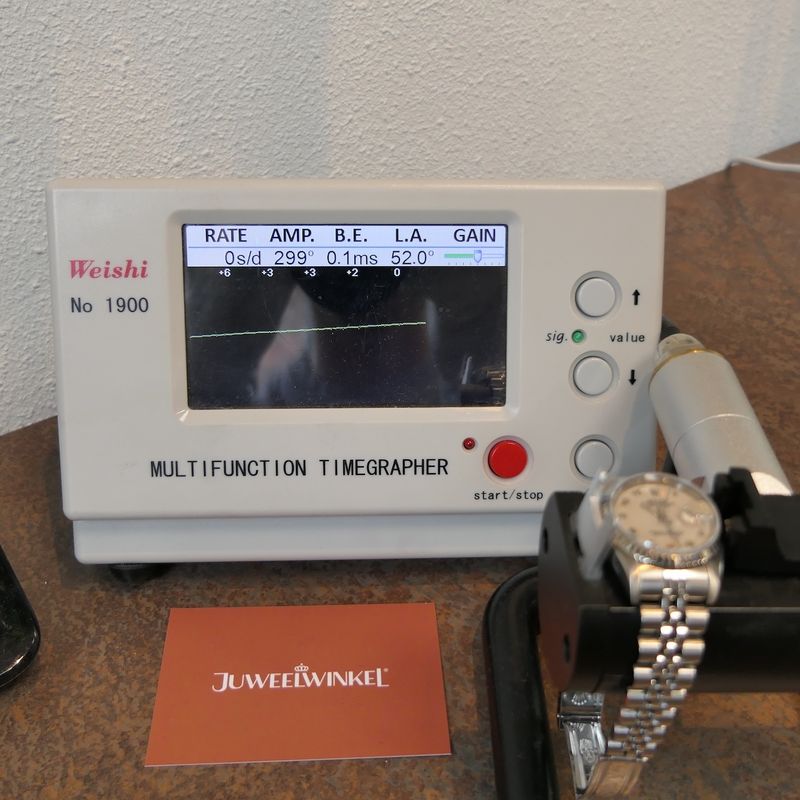 RATE AMP. B.E. L.A. GAIN
0s/d 299° 0.1ms 52.0°
+6 +3 +3 +2 0
Weishi
No 1900
sig. value
MULTIFUNCTION TIMEGRAPHER
start/stop
JUWEELWINKEL®